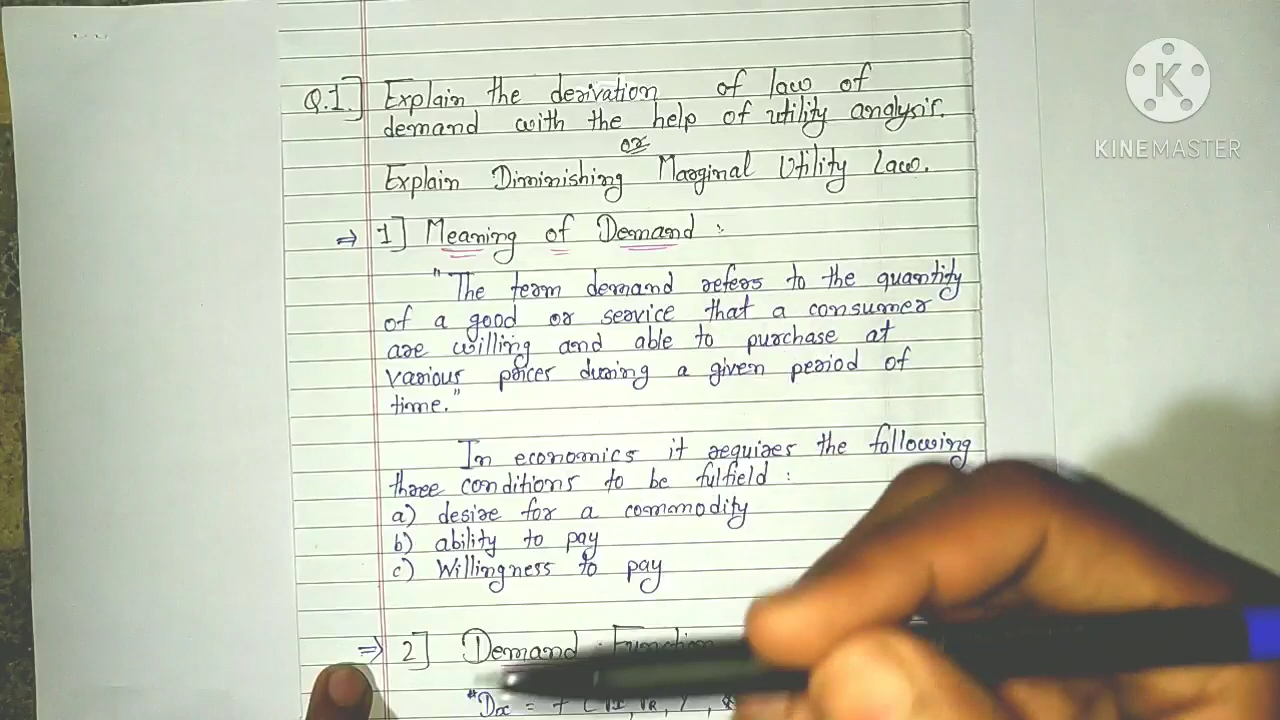 Q.1.] Explain the derivation of law of
demand with the help of utility analysis.
or
Explain Diminishing Marginal Utility Law.
⇒ 1] Meaning of Demand :
"The term demand refers to the quantity
of a good or service that a consumer
are willing and able to purchase at
various prices during a given period of
time."
In economics it requires the following
three conditions to be fulfield :
a) desire for a commodity
b) ability to pay
c) Willingness to pay
⇒ 2] Demand Function
"Dx = f (
K
KINEMASTER